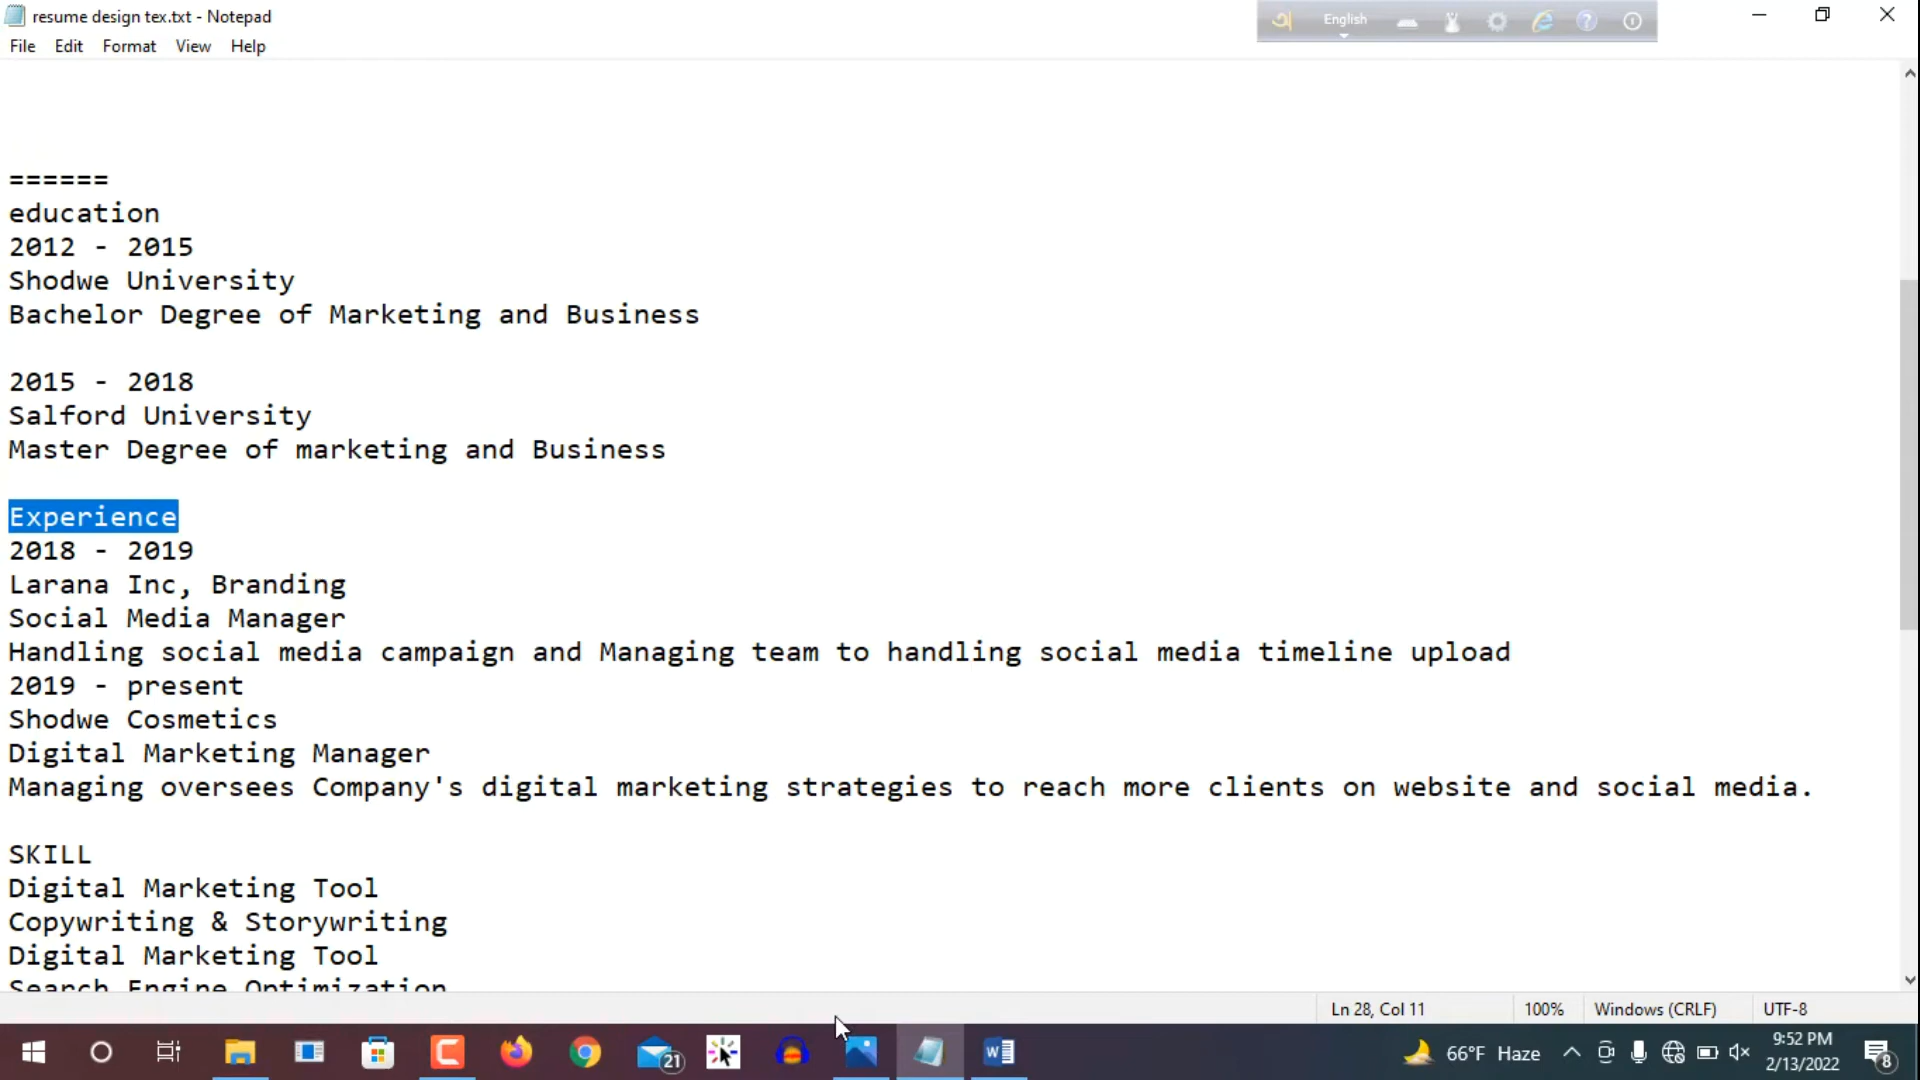 resume design tex.txt - Notepad
English
File Edit Format View Help
======
education
2012 - 2015
Shodwe University
Bachelor Degree of Marketing and Business
2015 - 2018
Salford University
Master Degree of marketing and Business
Experience
2018 - 2019
Larana Inc, Branding
Social Media Manager
Handling social media campaign and Managing team to handling social media timeline upload
2019 - present
Shodwe Cosmetics
Digital Marketing Manager
Managing oversees Company's digital marketing strategies to reach more clients on website and social media.
SKILL
Digital Marketing Tool
Copywriting & Storywriting
Digital Marketing Tool
Search Engine Optimization
Ln 28, Col 11 100% Windows (CRLF) UTF-8
21
66°F Haze
9:52 PM
2/13/2022
8